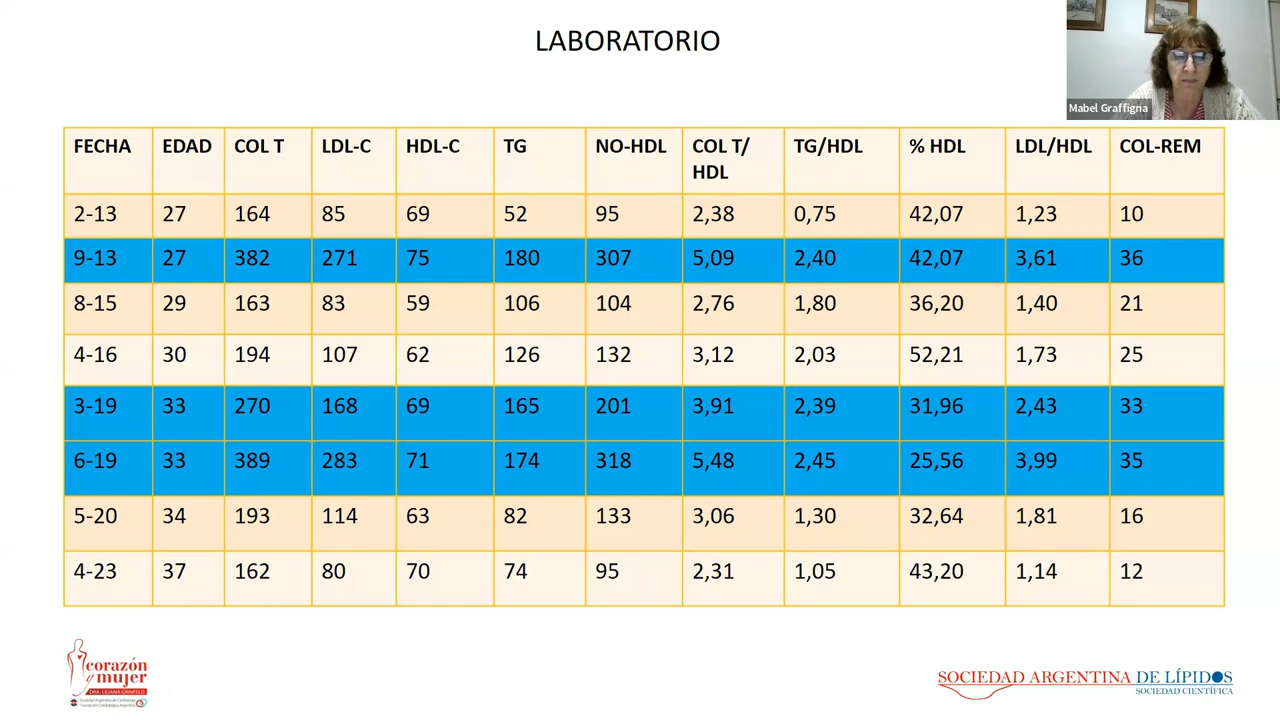 LABORATORIO
Mabel Graffigna
FECHA EDAD COL T LDL-C HDL-C TG NO-HDL COL T/ HDL TG/HDL % HDL LDL/HDL COL-REM
2-13 27 164 85 69 52 95 2,38 0,75 42,07 1,23 10
9-13 27 382 271 75 180 307 5,09 2,40 42,07 3,61 36
8-15 29 163 83 59 106 104 2,76 1,80 36,20 1,40 21
4-16 30 194 107 62 126 132 3,12 2,03 52,21 1,73 25
3-19 33 270 168 69 165 201 3,91 2,39 31,96 2,43 33
6-19 33 389 283 71 174 318 5,48 2,45 25,56 3,99 35
5-20 34 193 114 63 82 133 3,06 1,30 32,64 1,81 16
4-23 37 162 80 70 74 95 2,31 1,05 43,20 1,14 12
corazón
y mujer
DRA. LILIANA GRINFELD
Sociedad Argentina de Cardiología
Fundación Cardiológica Argentina
SOCIEDAD ARGENTINA DE LÍPIDOS
SOCIEDAD CIENTÍFICA